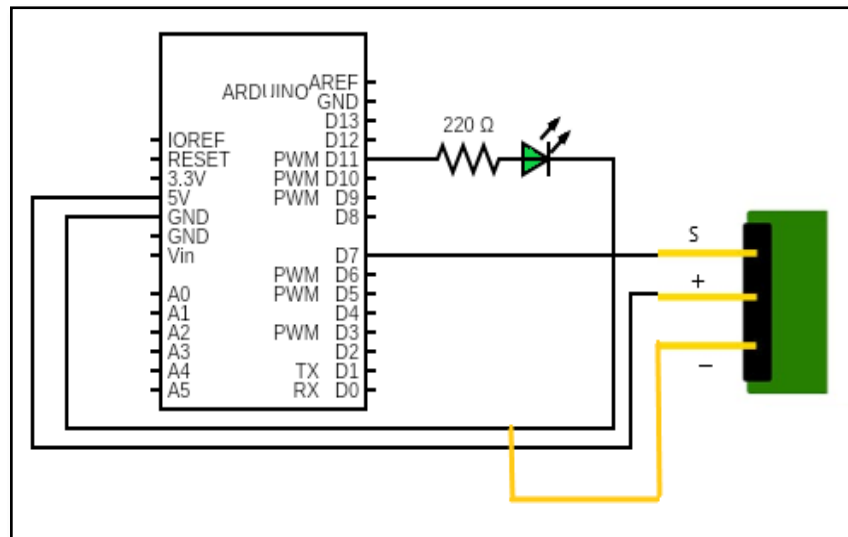 ARDUINO
AREF
GND
D13
IOREF
D12
220 Ω
RESET
PWM D11
3.3V
PWM D10
5V
PWM D9
GND
D8
GND
S
Vin
D7
PWM D6
+
A0
PWM D5
A1
D4
A2
PWM D3
A3
D2
−
A4
TX D1
A5
RX D0